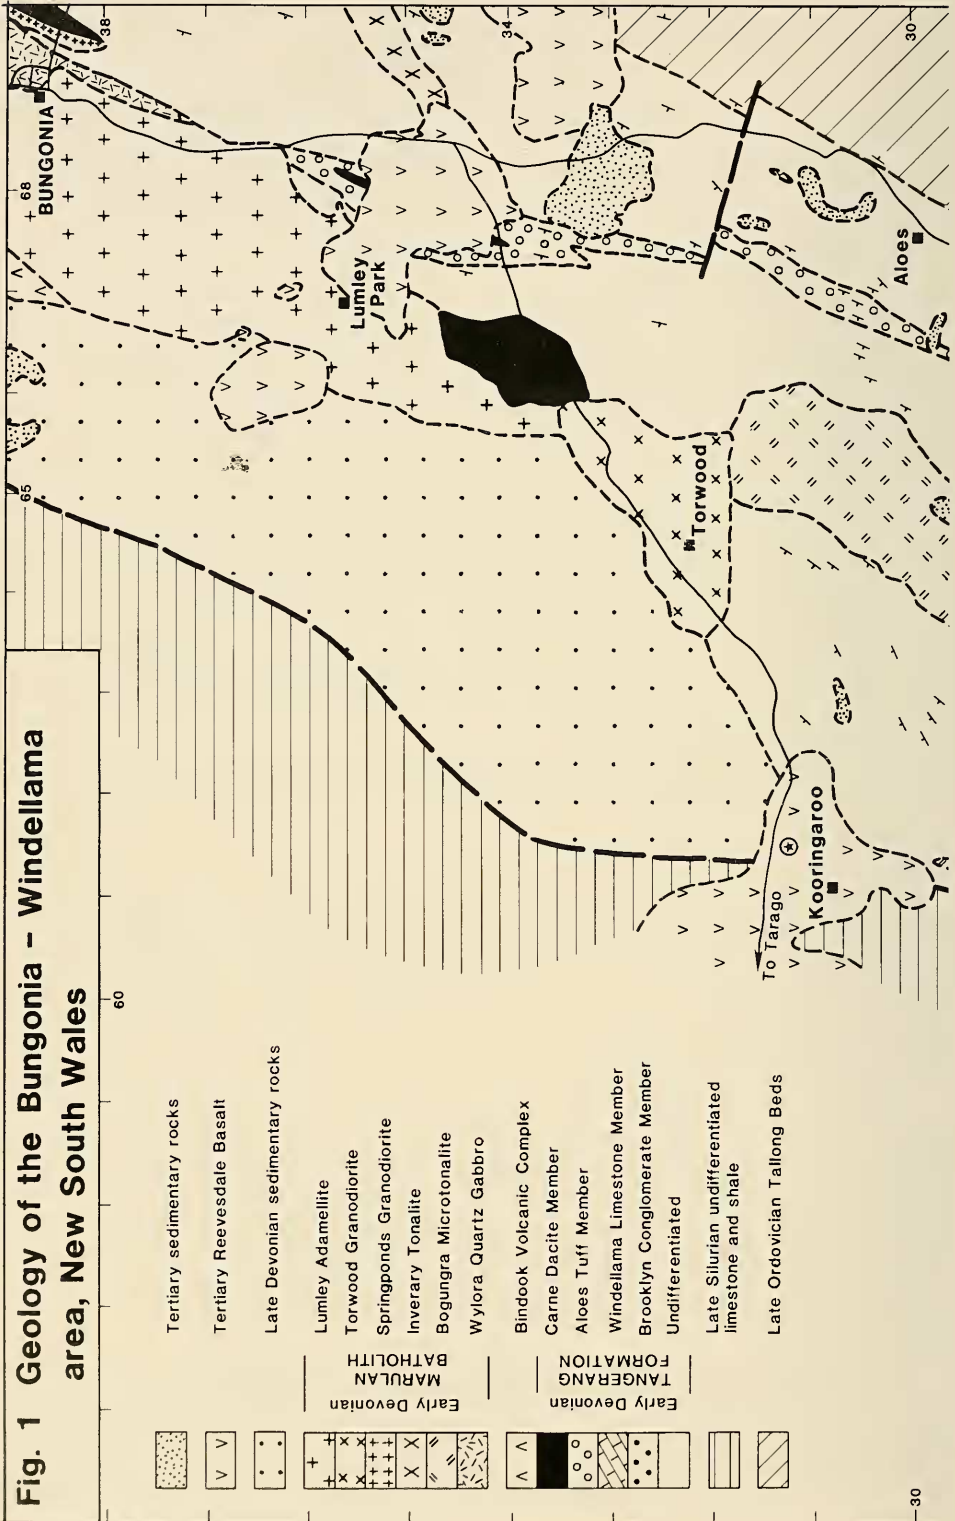 Fig. 1 Geology of the Bungonia – Windellama
area, New South Wales
Tertiary sedimentary rocks
Tertiary Reevesdale Basalt
Late Devonian sedimentary rocks
Early Devonian
MARULAN
BATHOLITH
Lumley Adamellite
Torwood Granodiorite
Springponds Granodiorite
Inverary Tonalite
Bogungra Microtonalite
Wylora Quartz Gabbro
Bindook Volcanic Complex
Early Devonian
TANGERANG
FORMATION
Carne Dacite Member
Aloes Tuff Member
Windellama Limestone Member
Brooklyn Conglomerate Member
Undifferentiated
Late Silurian undifferentiated
limestone and shale
Late Ordovician Tallong Beds
60
65
68
38
34
30
30
BUNGONIA
Lumley
Park
Torwood
Aloes
Kooringaroo
To Tarago